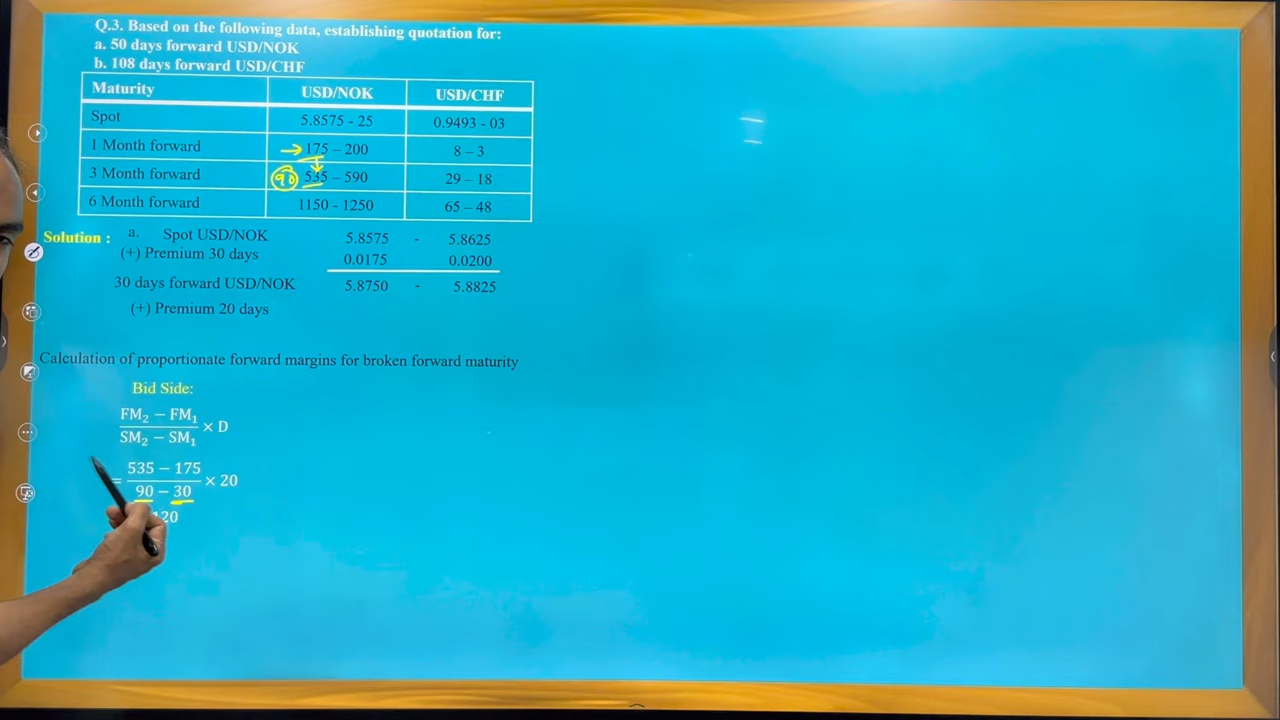 Q.3. Based on the following data, establishing quotation for:
a. 50 days forward USD/NOK
b. 108 days forward USD/CHF
Maturity USD/NOK USD/CHF
Spot 5.8575 - 25 0.9493 - 03
1 Month forward → 175 – 200 8 – 3
3 Month forward 90 535 – 590 29 – 18
6 Month forward 1150 - 1250 65 – 48
Solution : a. Spot USD/NOK 5.8575 - 5.8625
(+) Premium 30 days 0.0175 0.0200
30 days forward USD/NOK 5.8750 - 5.8825
(+) Premium 20 days
Calculation of proportionate forward margins for broken forward maturity
Bid Side:
FM₂ − FM₁
SM₂ − SM₁ × D
= 535 − 175
90 − 30 × 20
120